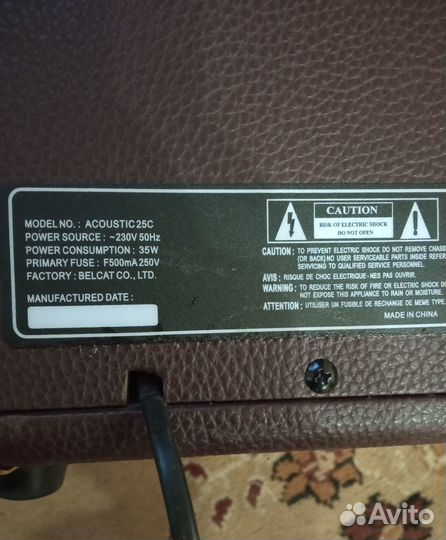 MODEL NO. : ACOUSTIC 25C
POWER SOURCE : ~230V 50Hz
POWER CONSUMPTION : 35W
PRIMARY FUSE : F500mA 250V
FACTORY : BELCAT CO., LTD.
MANUFACTURED DATE :
CAUTION
RISK OF ELECTRIC SHOCK
DO NOT OPEN
CAUTION : TO PREVENT ELECTRIC SHOCK DO NOT REMOVE CHASS
(OR BACK) NO USER SERVICEABLE PARTS INSIDE REFER
SERVICING TO QUALIFIED SERVICE PERSONNEL.
AVIS : RISQUE DE CHOC ELECTRIQUE-NES PAS OUVRIR.
WARNING : TO REDUCE THE RISK OF FIRE OR ELECTRIC SHOCK DO
NOT EXPOSE THIS APPLIANCE TO RAIN OR MOISTURE.
ATTENTION : UTILISER UN FUSIBLE DE RECHANGE DE MEME TYPE.
MADE IN CHINA
Avito